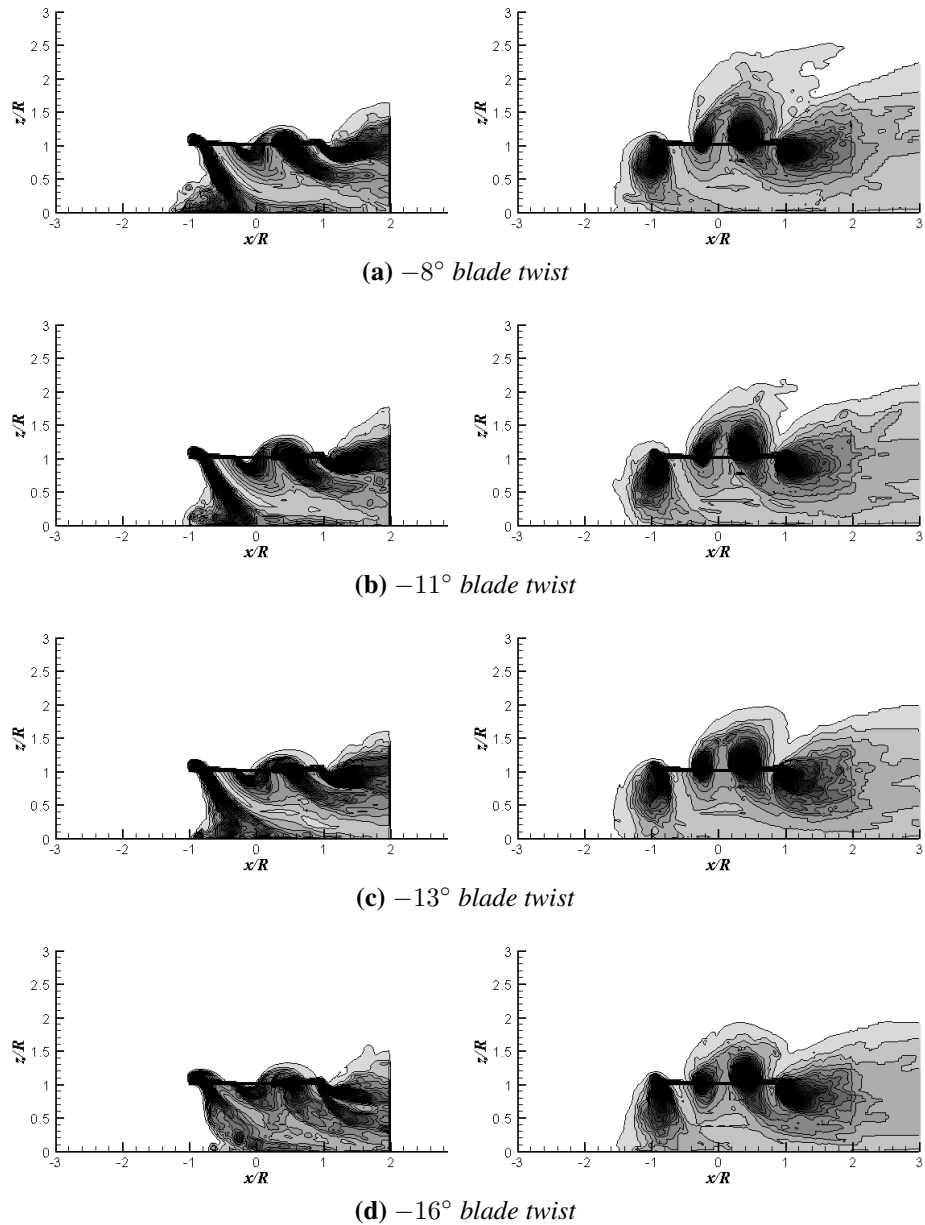 3
2.5
2
1.5
1
0.5
0
z/R
-3 -2 -1 0 1 2
x/R
3
2.5
2
1.5
1
0.5
0
z/R
-3 -2 -1 0 1 2 3
x/R
(a) −8° blade twist
3
2.5
2
1.5
1
0.5
0
z/R
-3 -2 -1 0 1 2
x/R
3
2.5
2
1.5
1
0.5
0
z/R
-3 -2 -1 0 1 2 3
x/R
(b) −11° blade twist
3
2.5
2
1.5
1
0.5
0
z/R
-3 -2 -1 0 1 2
x/R
3
2.5
2
1.5
1
0.5
0
z/R
-3 -2 -1 0 1 2 3
x/R
(c) −13° blade twist
3
2.5
2
1.5
1
0.5
0
z/R
-3 -2 -1 0 1 2
x/R
3
2.5
2
1.5
1
0.5
0
z/R
-3 -2 -1 0 1 2 3
x/R
(d) −16° blade twist